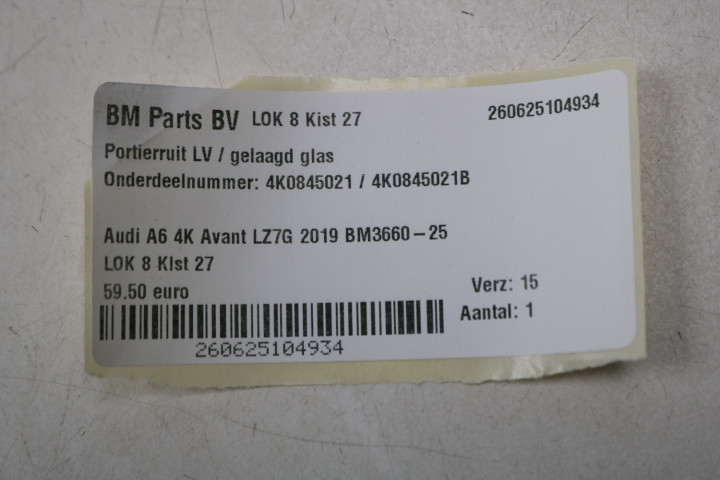 BM Parts BV LOK 8 Kist 27 260625104934
Portierruit LV / gelaagd glas
Onderdeelnummer: 4K0845021 / 4K0845021B
Audi A6 4K Avant LZ7G 2019 BM3660-25
LOK 8 KIst 27
59.50 euro Verz: 15
Aantal: 1
260625104934